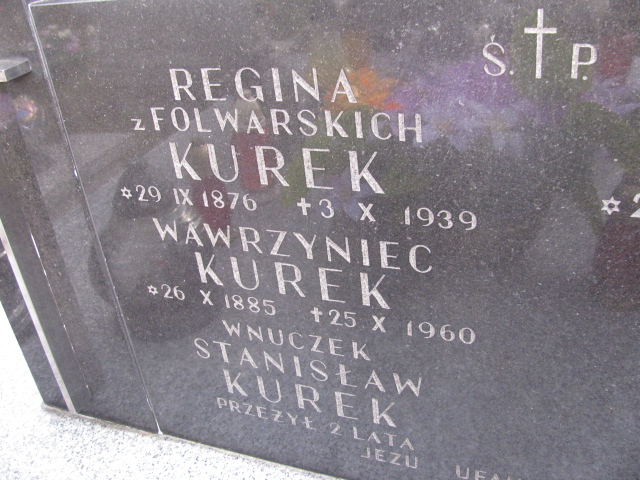 Ś. † P.
REGINA
z FOLWARSKICH
KUREK
✡ 29 IX 1876 † 3 X 1939
WAWRZYNIEC
KUREK
✡ 26 X 1885 † 25 X 1960
WNUCZEK
STANISŁAW
KUREK
PRZEŻYŁ 2 LATA
JEZU